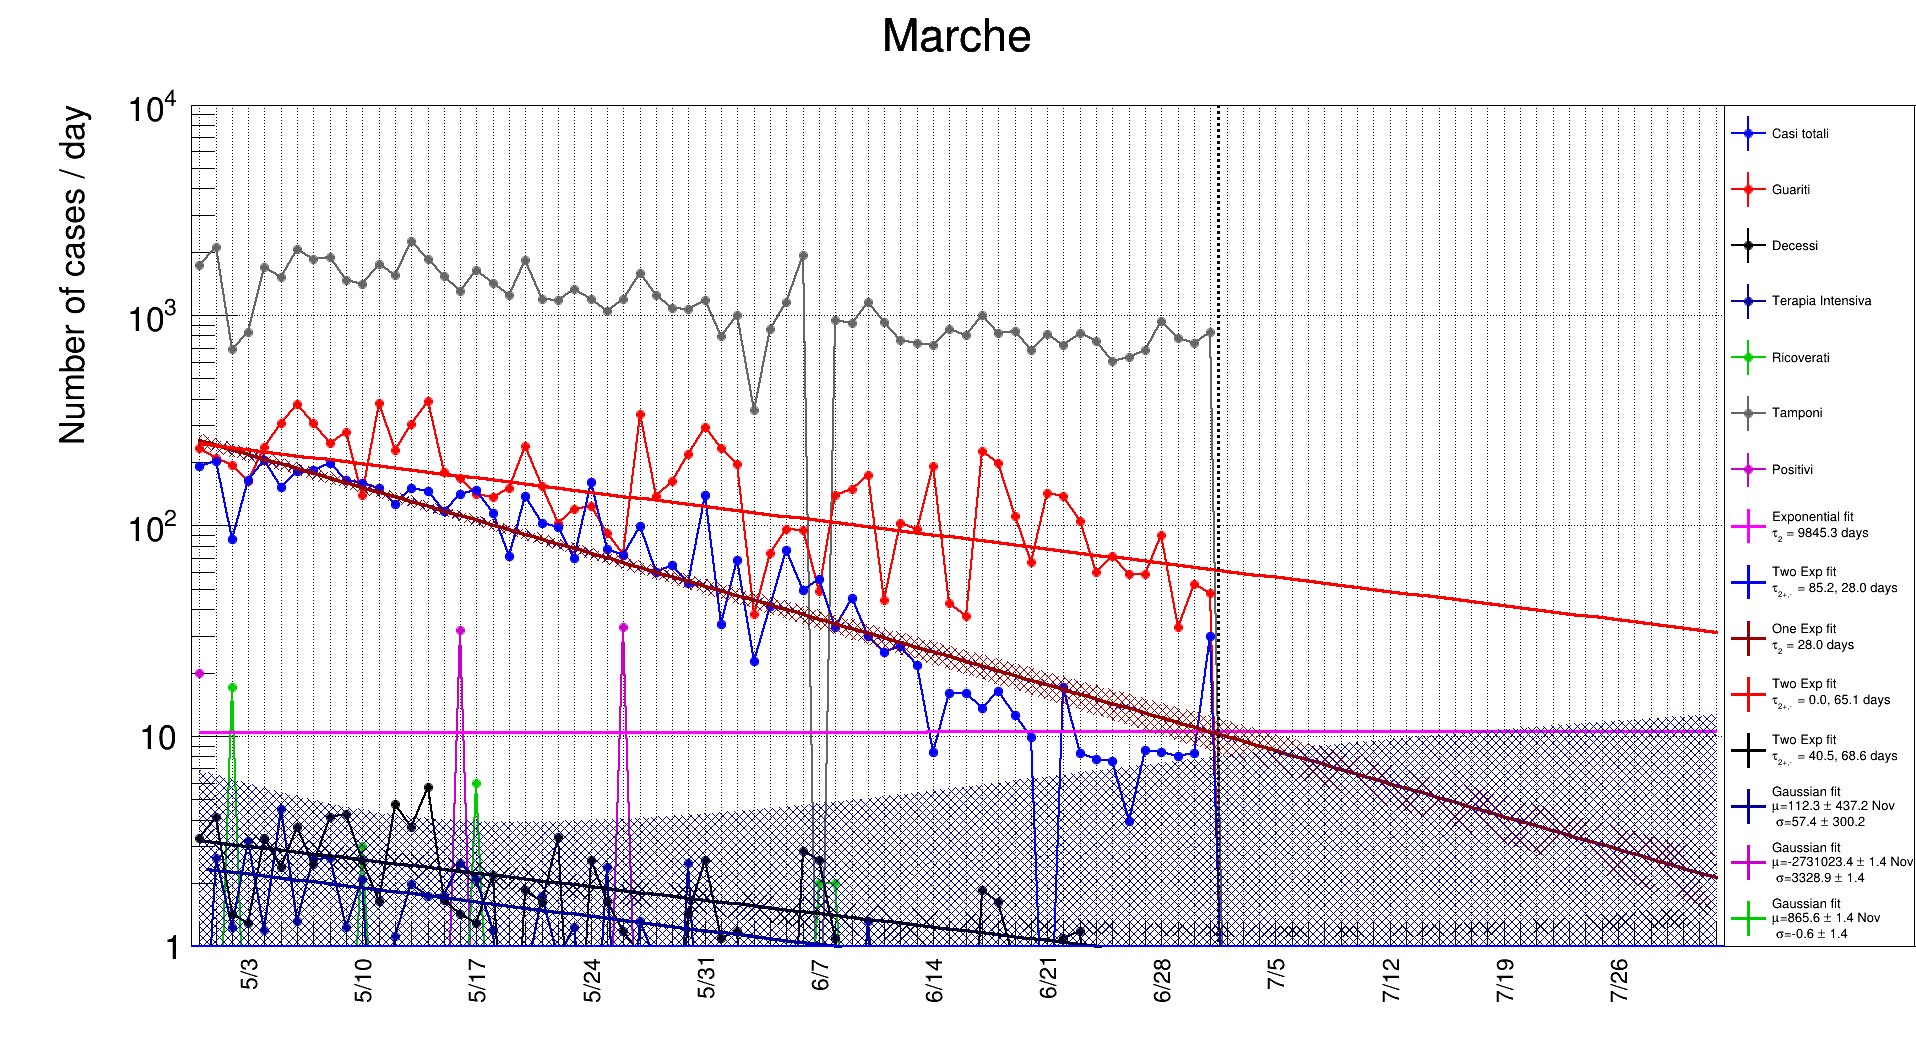 Marche
Number of cases / day
10^4
10^3
10^2
10
1
5/3
5/10
5/17
5/24
5/31
6/7
6/14
6/21
6/28
7/5
7/12
7/19
7/26
Casi totali
Guariti
Decessi
Terapia Intensiva
Ricoverati
Tamponi
Positivi
Exponential fit
τ_2 = 9845.3 days
Two Exp fit
τ_2+,- = 85.2, 28.0 days
One Exp fit
τ_2 = 28.0 days
Two Exp fit
τ_2+,- = 0.0, 65.1 days
Two Exp fit
τ_2+,- = 40.5, 68.6 days
Gaussian fit
μ=112.3 ± 437.2 Nov
σ=57.4 ± 300.2
Gaussian fit
μ=-2731023.4 ± 1.4 Nov
σ=3328.9 ± 1.4
Gaussian fit
μ=865.6 ± 1.4 Nov
σ=-0.6 ± 1.4